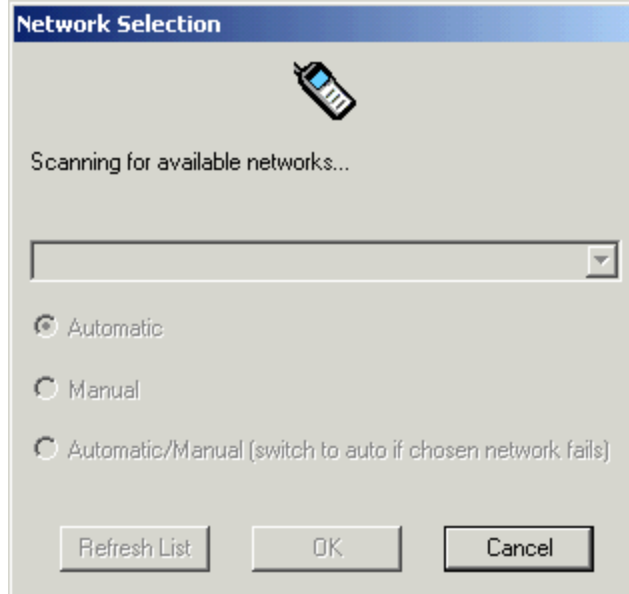 Network Selection
Scanning for available networks...
Automatic
Manual
Automatic/Manual (switch to auto if chosen network fails)
Refresh List OK Cancel